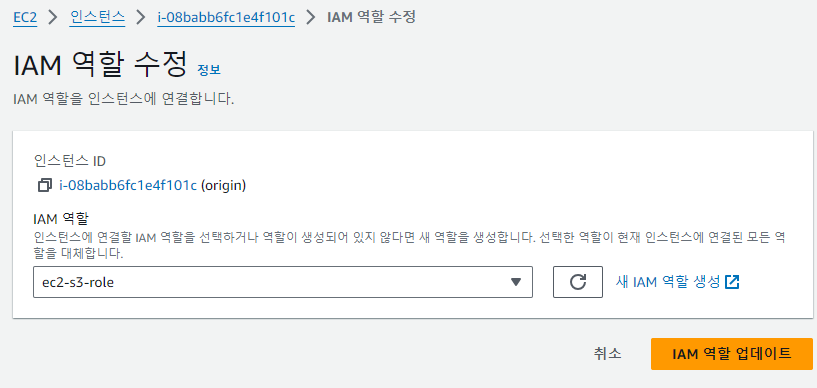 EC2 > 인스턴스 > i-08babb6fc1e4f101c > IAM 역할 수정
IAM 역할 수정 정보
IAM 역할을 인스턴스에 연결합니다.
인스턴스 ID
i-08babb6fc1e4f101c (origin)
IAM 역할
인스턴스에 연결할 IAM 역할을 선택하거나 역할이 생성되어 있지 않다면 새 역할을 생성합니다. 선택한 역할이 현재 인스턴스에 연결된 모든 역
할을 대체합니다.
ec2-s3-role 새 IAM 역할 생성
취소 IAM 역할 업데이트